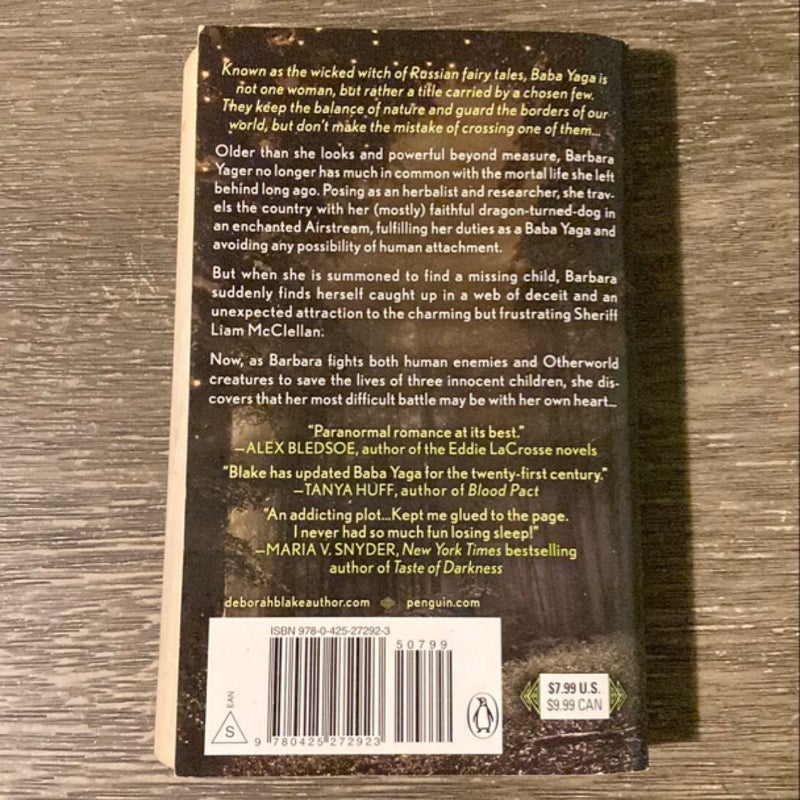 Known as the wicked witch of Russian fairy tales, Baba Yaga is
not one woman, but rather a title carried by a chosen few.
They keep the balance of nature and guard the borders of our
world, but don't make the mistake of crossing one of them...
Older than she looks and powerful beyond measure, Barbara
Yager no longer has much in common with the mortal life she left
behind long ago. Posing as an herbalist and researcher, she trav-
els the country with her (mostly) faithful dragon-turned-dog in
an enchanted Airstream, fulfilling her duties as a Baba Yaga and
avoiding any possibility of human attachment.
But when she is summoned to find a missing child, Barbara
suddenly finds herself caught up in a web of deceit and an
unexpected attraction to the charming but frustrating Sheriff
Liam McClellan.
Now, as Barbara fights both human enemies and Otherworld
creatures to save the lives of three innocent children, she dis-
covers that her most difficult battle may be with her own heart...
"Paranormal romance at its best."
—ALEX BLEDSOE, author of the Eddie LaCrosse novels
"Blake has updated Baba Yaga for the twenty-first century."
—TANYA HUFF, author of Blood Pact
"An addicting plot...Kept me glued to the page.
I never had so much fun losing sleep!"
—MARIA V. SNYDER, New York Times bestselling
author of Taste of Darkness
deborahblakeauthor.com penguin.com
ISBN 978-0-425-27292-3
50799
EAN
S
9 780425 272923
$7.99 U.S.
$9.99 CAN